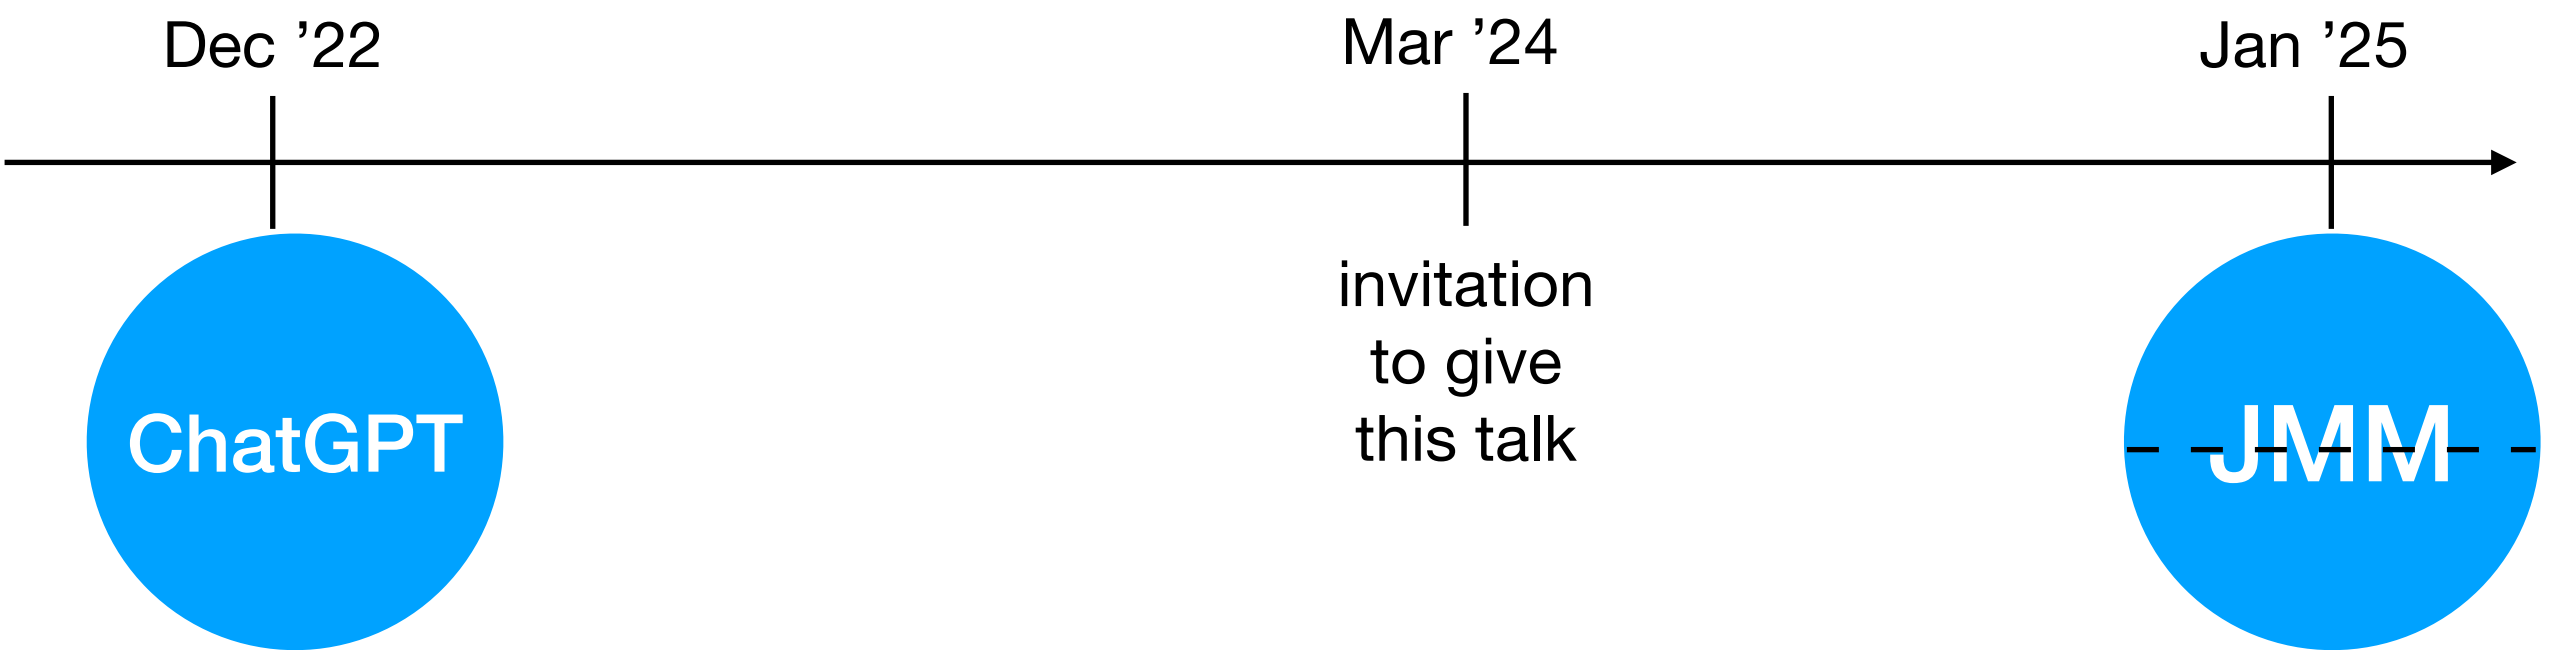 Dec ’22
Mar ’24
Jan ’25
ChatGPT
invitation
to give
this talk
JMM